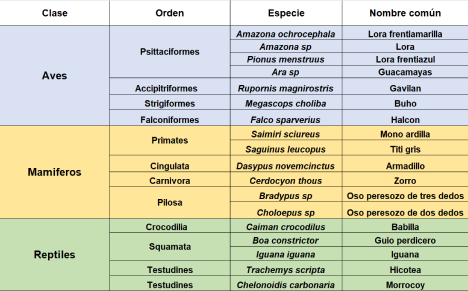 Clase Orden Especie Nombre común
Aves
Psittaciformes
Amazona ochrocephala Lora frentiamarilla
Amazona sp Lora
Pionus menstruus Lora frentiazul
Ara sp Guacamayas
Accipitriformes Rupornis magnirostris Gavilan
Strigiformes Megascops choliba Buho
Falconiformes Falco sparverius Halcon
Mamiferos
Primates
Saimiri sciureus Mono ardilla
Saguinus leucopus Titi gris
Cingulata Dasypus novemcinctus Armadillo
Carnivora Cerdocyon thous Zorro
Pilosa
Bradypus sp Oso peresozo de tres dedos
Choloepus sp Oso peresozo de dos dedos
Reptiles
Crocodilia Caiman crocodilus Babilla
Squamata
Boa constrictor Guio perdicero
Iguana iguana Iguana
Testudines Trachemys scripta Hicotea
Testudines Chelonoidis carbonaria Morrocoy